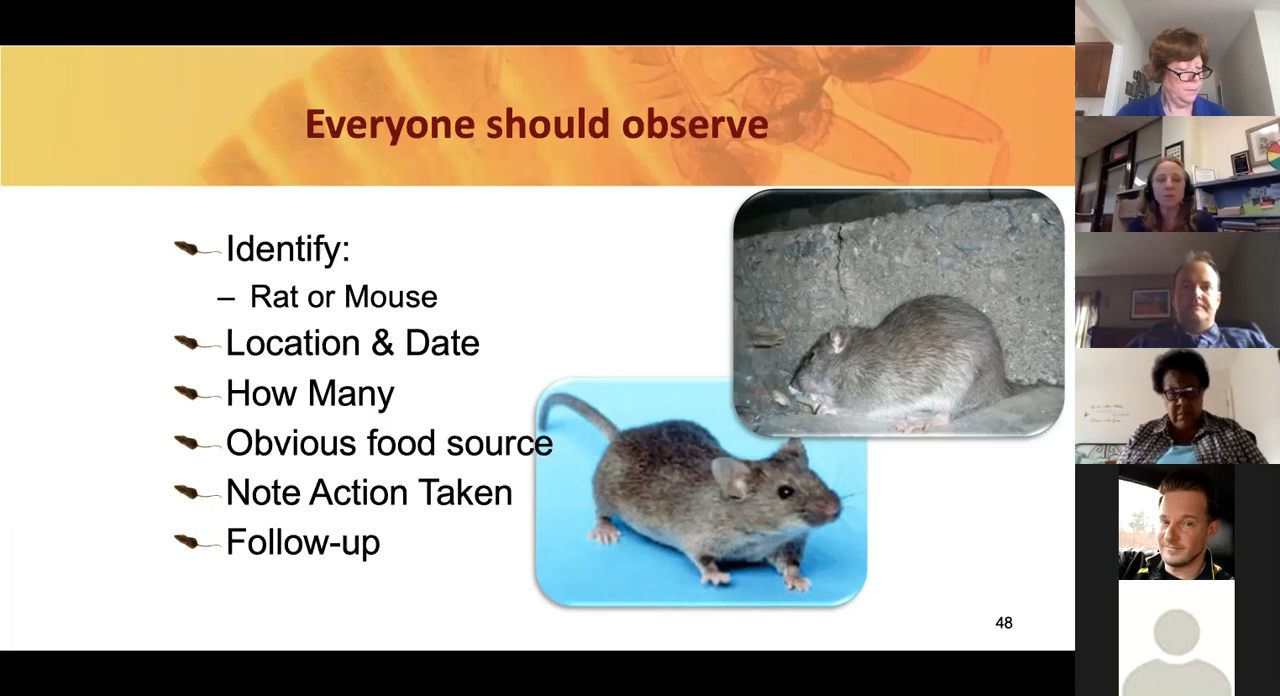 Everyone should observe
Identify:
– Rat or Mouse
Location & Date
How Many
Obvious food source
Note Action Taken
Follow-up
48